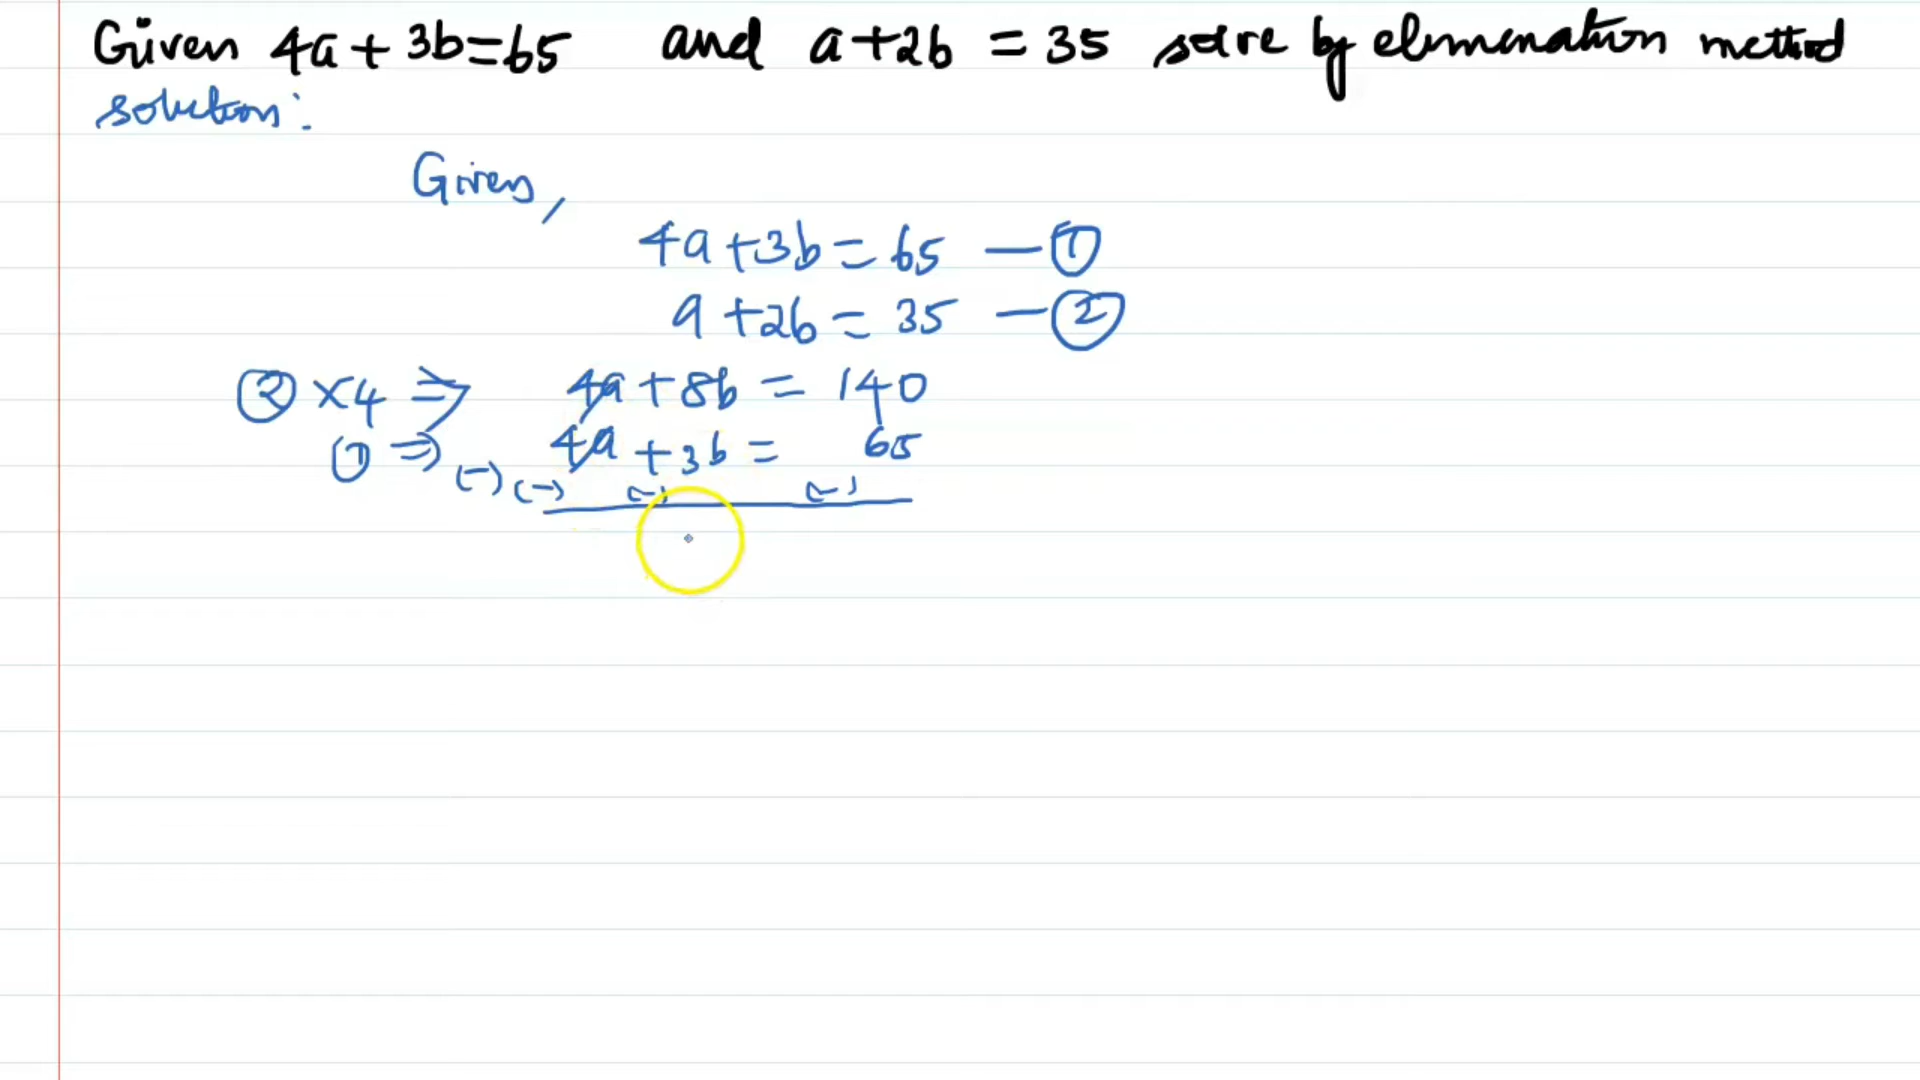 Given 4a + 3b = 65 and a + 2b = 35 solve by elimination method
solution:
Given,
4a + 3b = 65 — ①
a + 2b = 35 — ②
② × 4 ⇒ 4a + 8b = 140
① ⇒ 4a + 3b = 65
(-) (-) (-) (-)